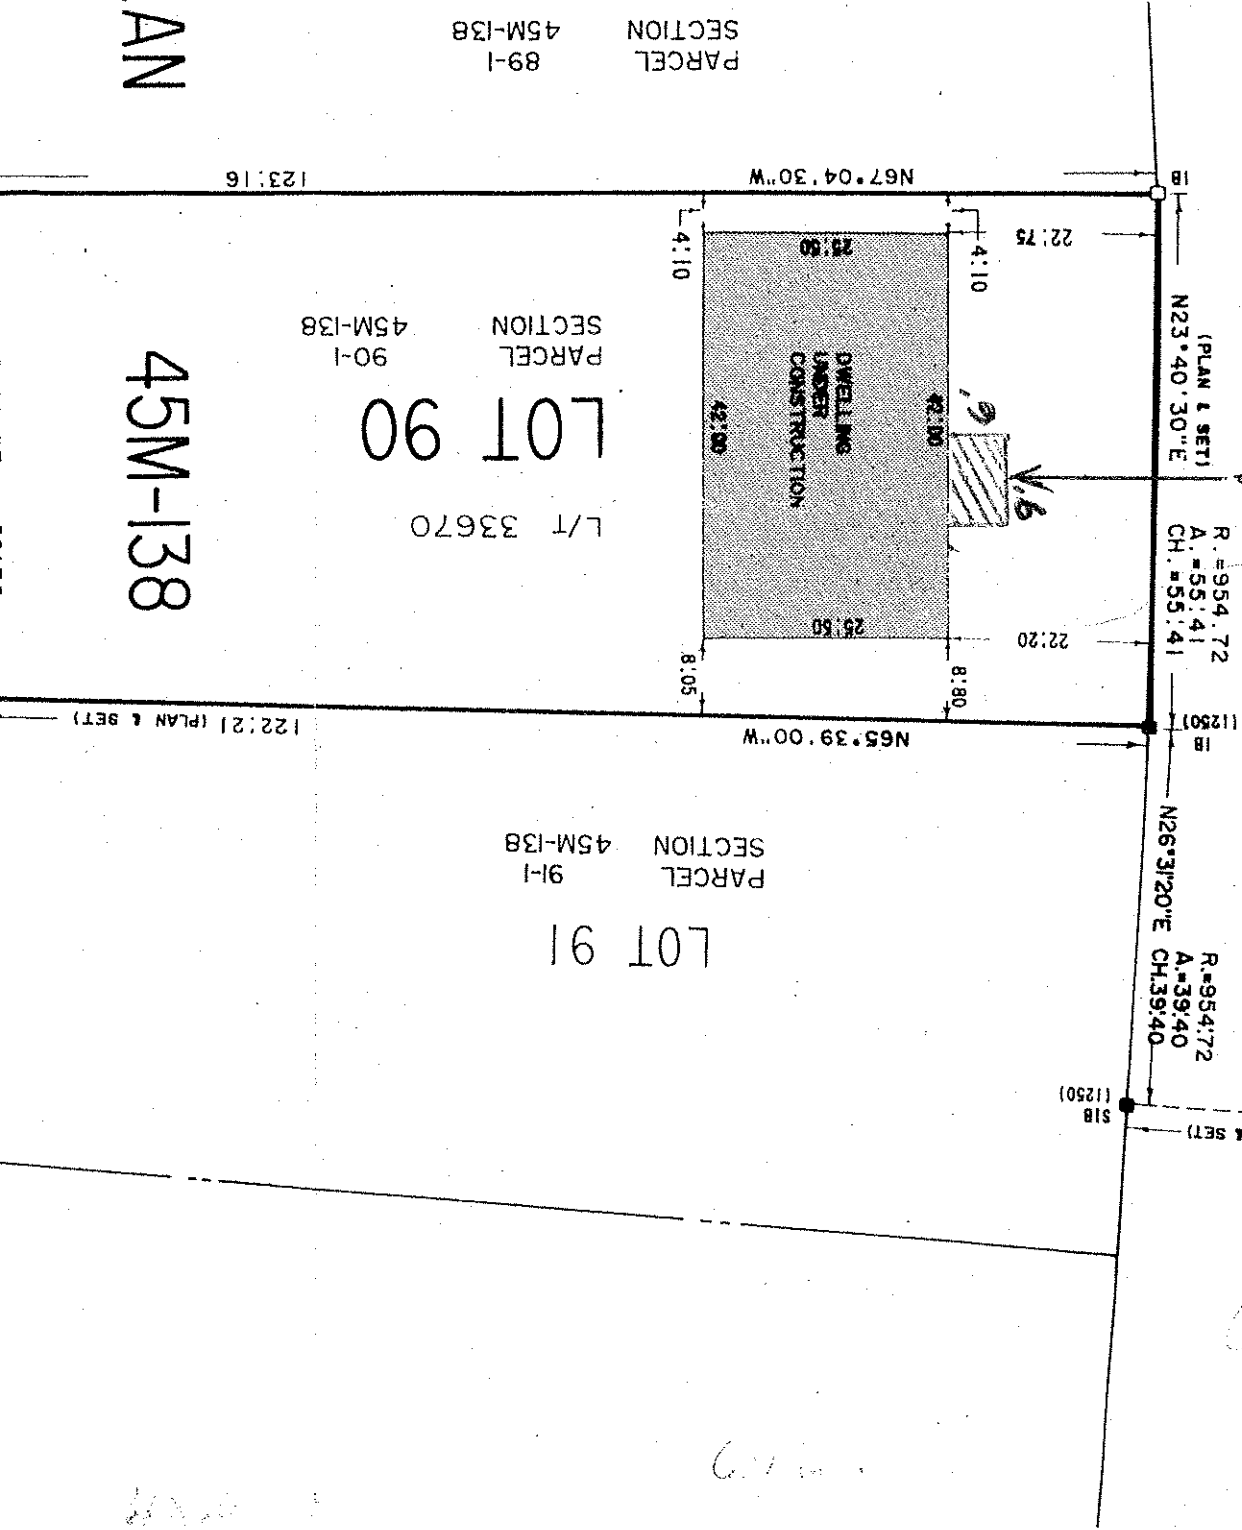 AN
SECTION 45M-138
PARCEL 89-1
123.16
N67°04'30"W
IB
22.75
4.10
4.10
25.50
N23°40'30"E
(PLAN & SET)
SECTION 45M-138
PARCEL 90-1
LOT 90
L/T 33670
45M-138
DWELLING
UNDER
CONSTRUCTION
42.00
42.00
R.=954.72
A.=55.41
CH.=55.41
25.50
22.20
8.05
8.80
122.21 (PLAN & SET)
N65°39'00"W
(1250)
IB
N26°31'20"E
SECTION 45M-138
PARCEL 91-1
LOT 91
R.=954.72
A.=39.40
CH.39.40
(1250)
SIB
& SET)